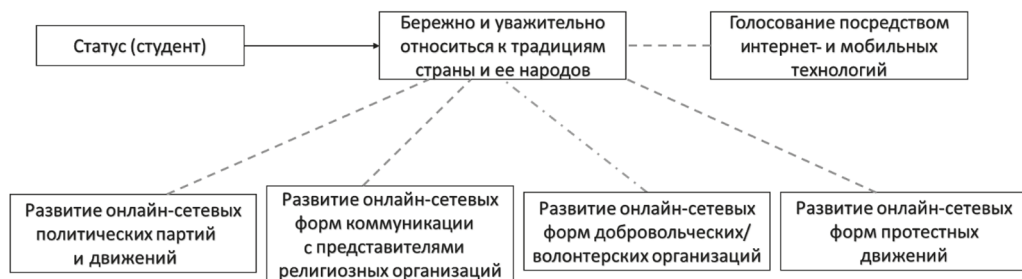 Статус (студент)
Бережно и уважительно
относиться к традициям
страны и ее народов
Голосование посредством
интернет- и мобильных
технологий
Развитие онлайн-сетевых
политических партий
и движений
Развитие онлайн-сетевых
форм коммуникации
с представителями
религиозных организаций
Развитие онлайн-сетевых
форм добровольческих/
волонтерских организаций
Развитие онлайн-сетевых
форм протестных
движений